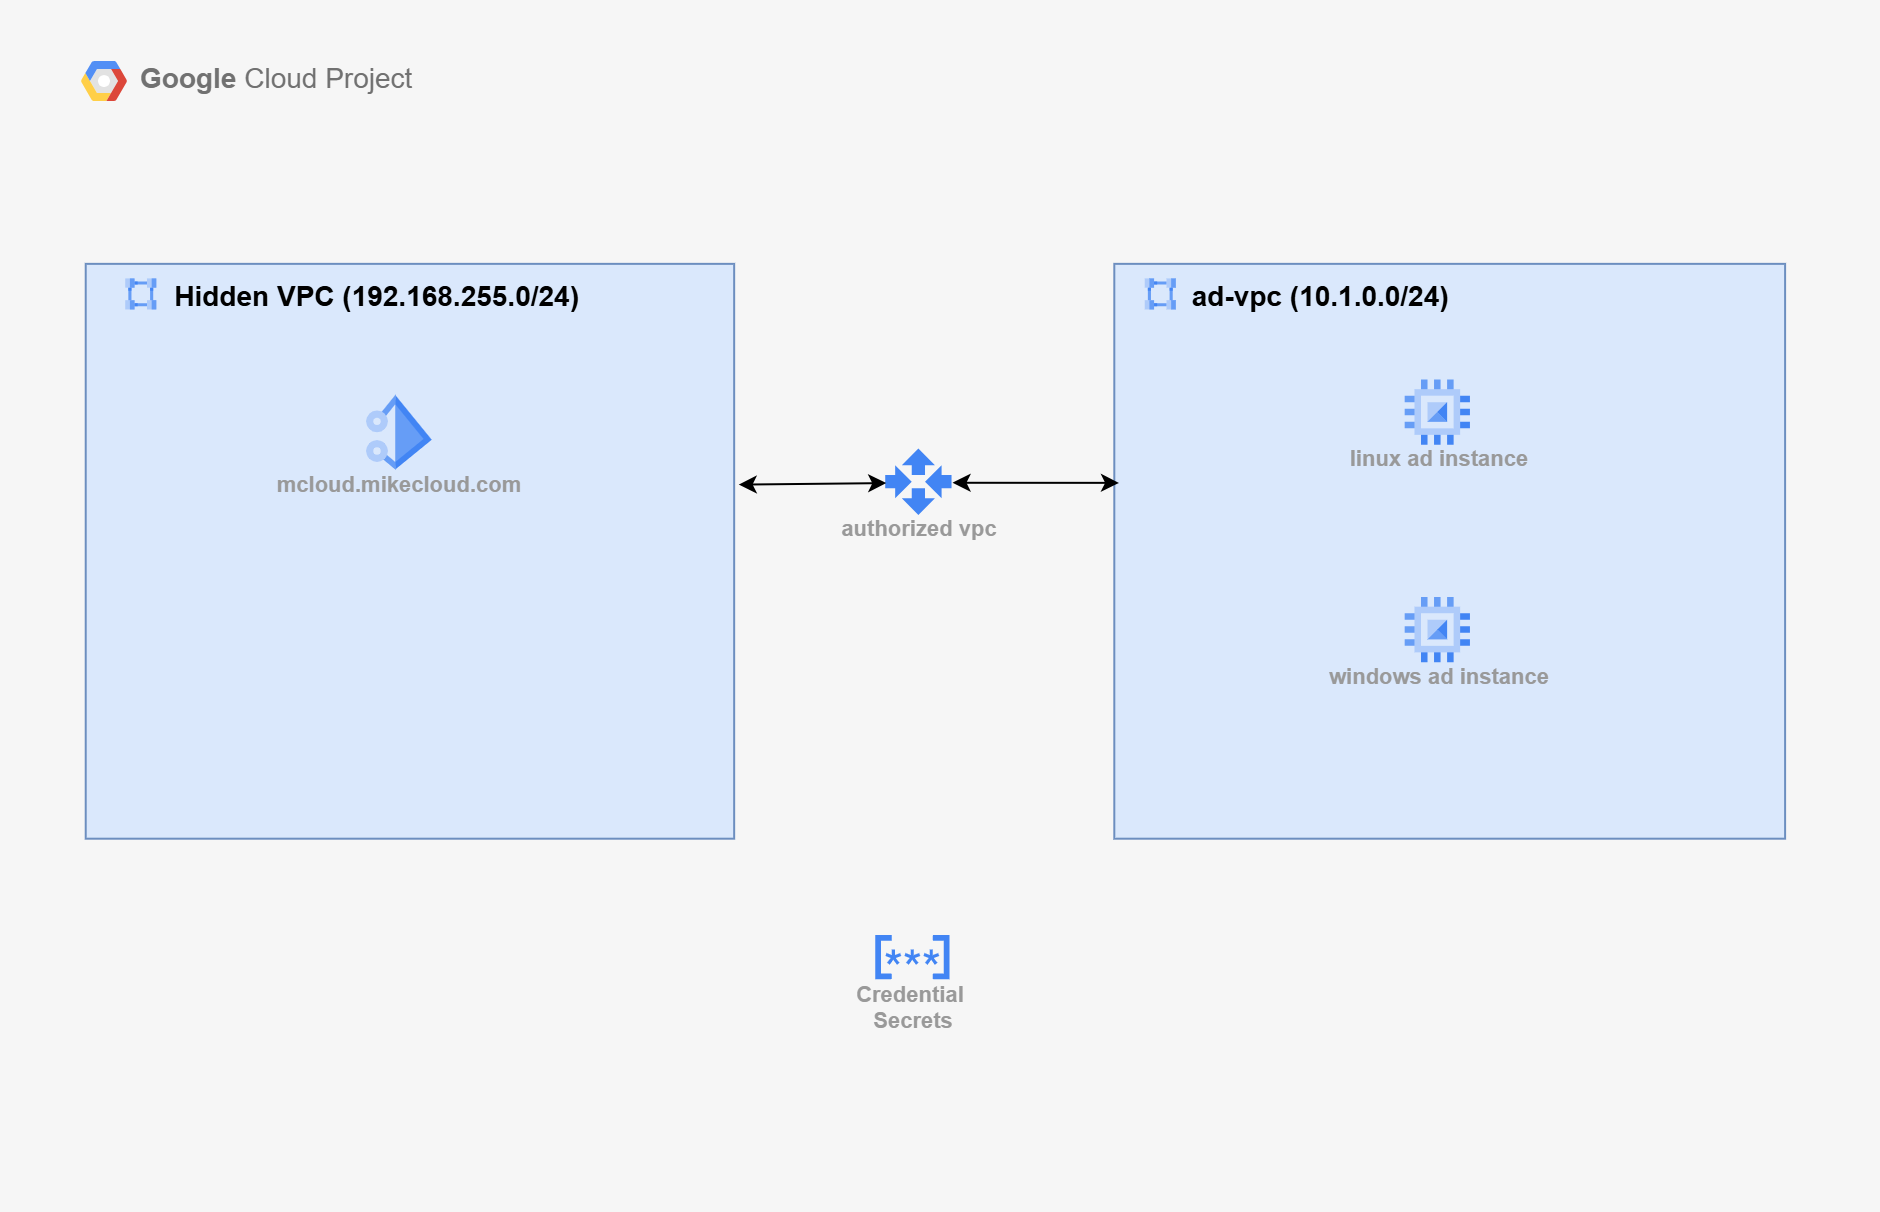 Google Cloud Project
Hidden VPC (192.168.255.0/24)
ad-vpc (10.1.0.0/24)
mcloud.mikecloud.com
linux ad instance
authorized vpc
windows ad instance
[***]
Credential
Secrets